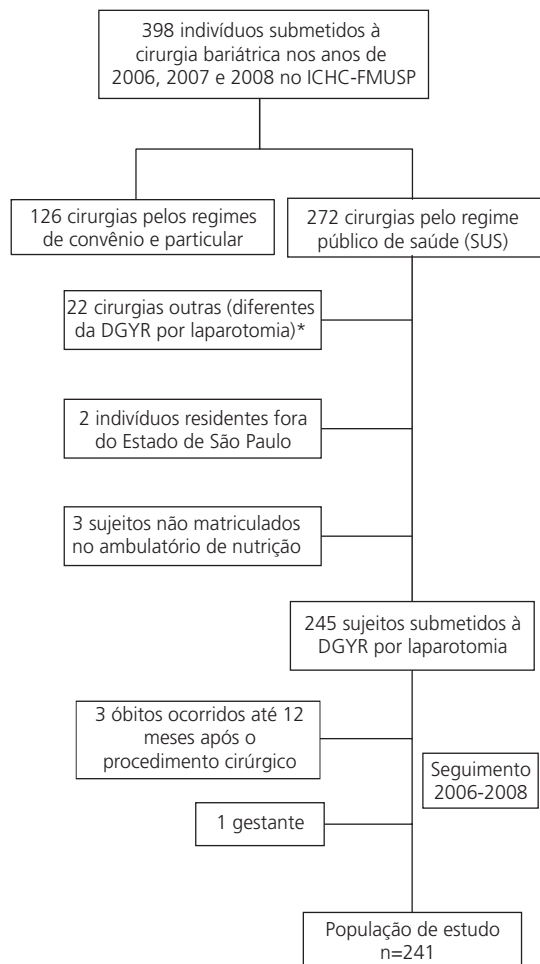 398 indivíduos submetidos à
cirurgia bariátrica nos anos de
2006, 2007 e 2008 no ICHC-FMUSP
126 cirurgias pelos regimes
de convênio e particular
272 cirurgias pelo regime
público de saúde (SUS)
22 cirurgias outras (diferentes
da DGYR por laparotomia)*
2 indivíduos residentes fora
do Estado de São Paulo
3 sujeitos não matriculados
no ambulatório de nutrição
245 sujeitos submetidos à
DGYR por laparotomia
3 óbitos ocorridos até 12
meses após o
procedimento cirúrgico
Seguimento
2006-2008
1 gestante
População de estudo
n=241